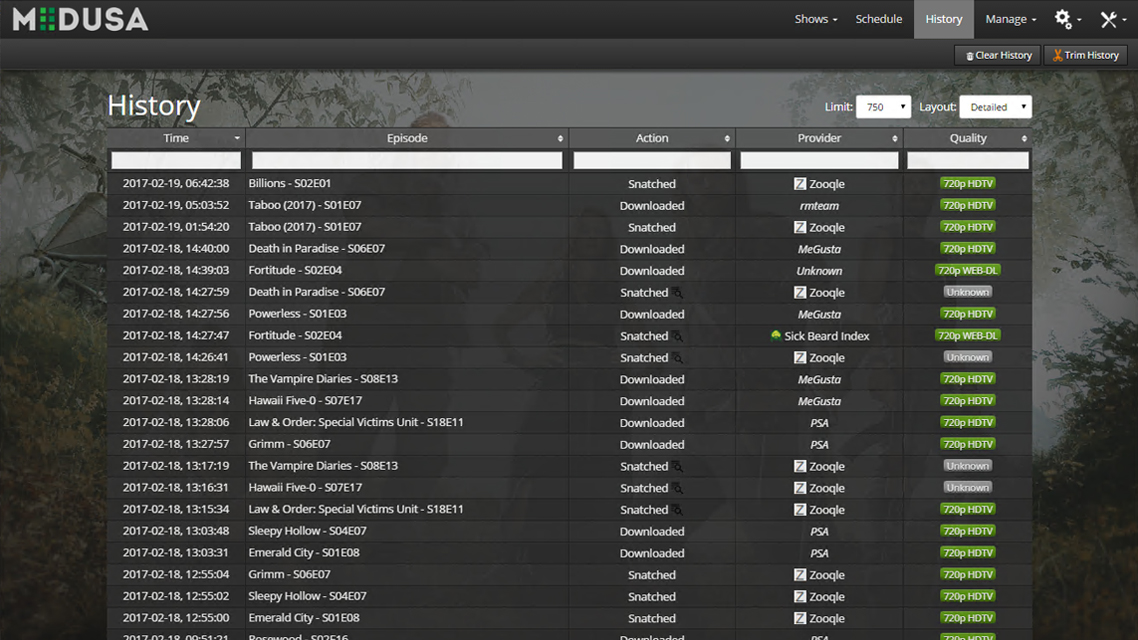 MEDUSA Shows Schedule History Manage
Clear History Trim History
History Limit: 750 Layout: Detailed
Time Episode Action Provider Quality
2017-02-19, 06:42:38 Billions - S02E01 Snatched Zooqle 720p HDTV
2017-02-19, 05:03:52 Taboo (2017) - S01E07 Downloaded rmteam 720p HDTV
2017-02-19, 01:54:20 Taboo (2017) - S01E07 Snatched Zooqle 720p HDTV
2017-02-18, 14:40:00 Death in Paradise - S06E07 Downloaded MeGusta 720p HDTV
2017-02-18, 14:39:03 Fortitude - S02E04 Downloaded Unknown 720p WEB-DL
2017-02-18, 14:27:59 Death in Paradise - S06E07 Snatched Zooqle Unknown
2017-02-18, 14:27:56 Powerless - S01E03 Downloaded MeGusta 720p HDTV
2017-02-18, 14:27:47 Fortitude - S02E04 Snatched Sick Beard Index 720p WEB-DL
2017-02-18, 14:26:41 Powerless - S01E03 Snatched Zooqle Unknown
2017-02-18, 13:28:19 The Vampire Diaries - S08E13 Downloaded MeGusta 720p HDTV
2017-02-18, 13:28:14 Hawaii Five-0 - S07E17 Downloaded MeGusta 720p HDTV
2017-02-18, 13:28:06 Law & Order: Special Victims Unit - S18E11 Downloaded PSA 720p HDTV
2017-02-18, 13:27:57 Grimm - S06E07 Downloaded PSA 720p HDTV
2017-02-18, 13:17:19 The Vampire Diaries - S08E13 Snatched Zooqle Unknown
2017-02-18, 13:16:31 Hawaii Five-0 - S07E17 Snatched Zooqle Unknown
2017-02-18, 13:15:34 Law & Order: Special Victims Unit - S18E11 Snatched Zooqle 720p HDTV
2017-02-18, 13:03:48 Sleepy Hollow - S04E07 Downloaded PSA 720p HDTV
2017-02-18, 13:03:31 Emerald City - S01E08 Downloaded PSA 720p HDTV
2017-02-18, 12:55:04 Grimm - S06E07 Snatched Zooqle 720p HDTV
2017-02-18, 12:55:02 Sleepy Hollow - S04E07 Snatched Zooqle 720p HDTV
2017-02-18, 12:55:00 Emerald City - S01E08 Snatched Zooqle 720p HDTV
2017-02-18, 09:51:21 Rosewood - S02E16 Downloaded PSA 720p HDTV